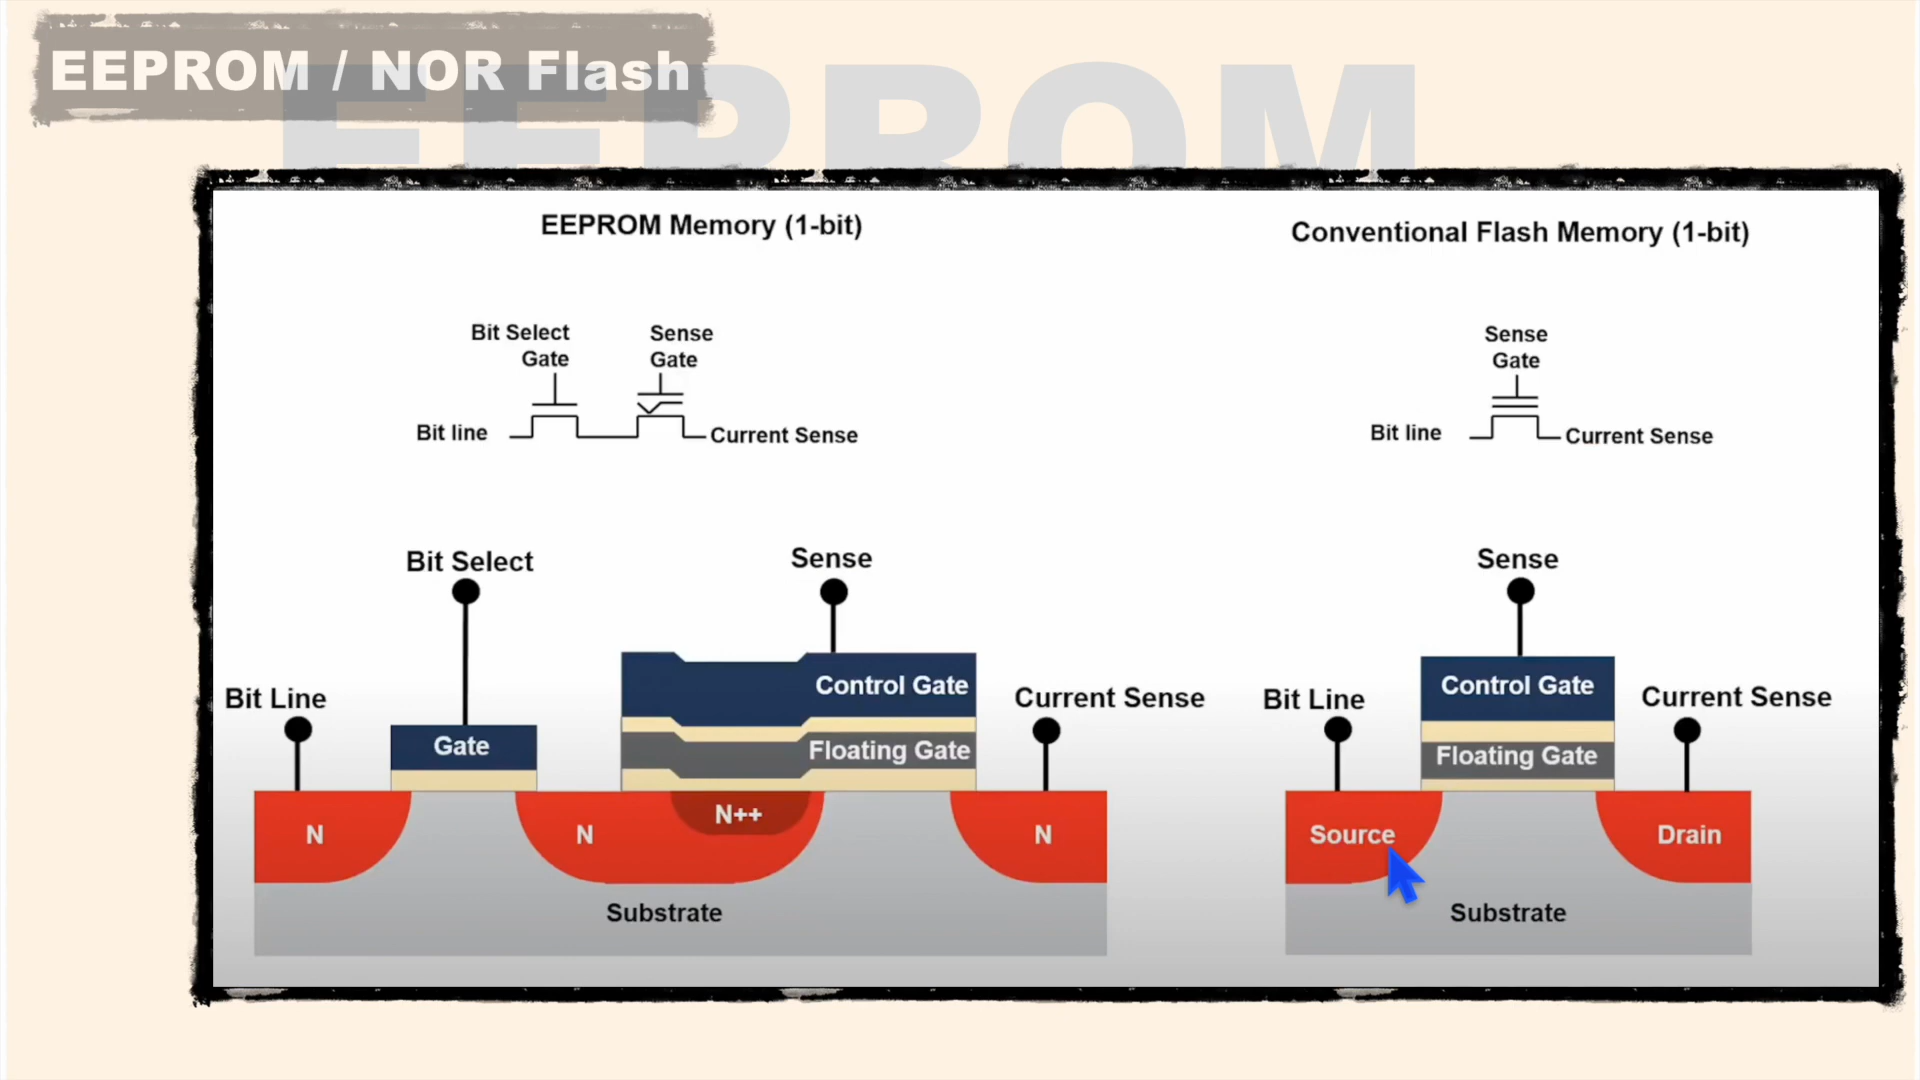 EEPROM / NOR Flash
EEPROM
EEPROM Memory (1-bit)
Conventional Flash Memory (1-bit)
Bit Select
Gate
Sense
Gate
Bit line
Current Sense
Sense
Gate
Bit line
Current Sense
Bit Select
Sense
Bit Line
Gate
Control Gate
Floating Gate
Current Sense
N
N
N++
N
Substrate
Sense
Bit Line
Control Gate
Floating Gate
Current Sense
Source
Drain
Substrate